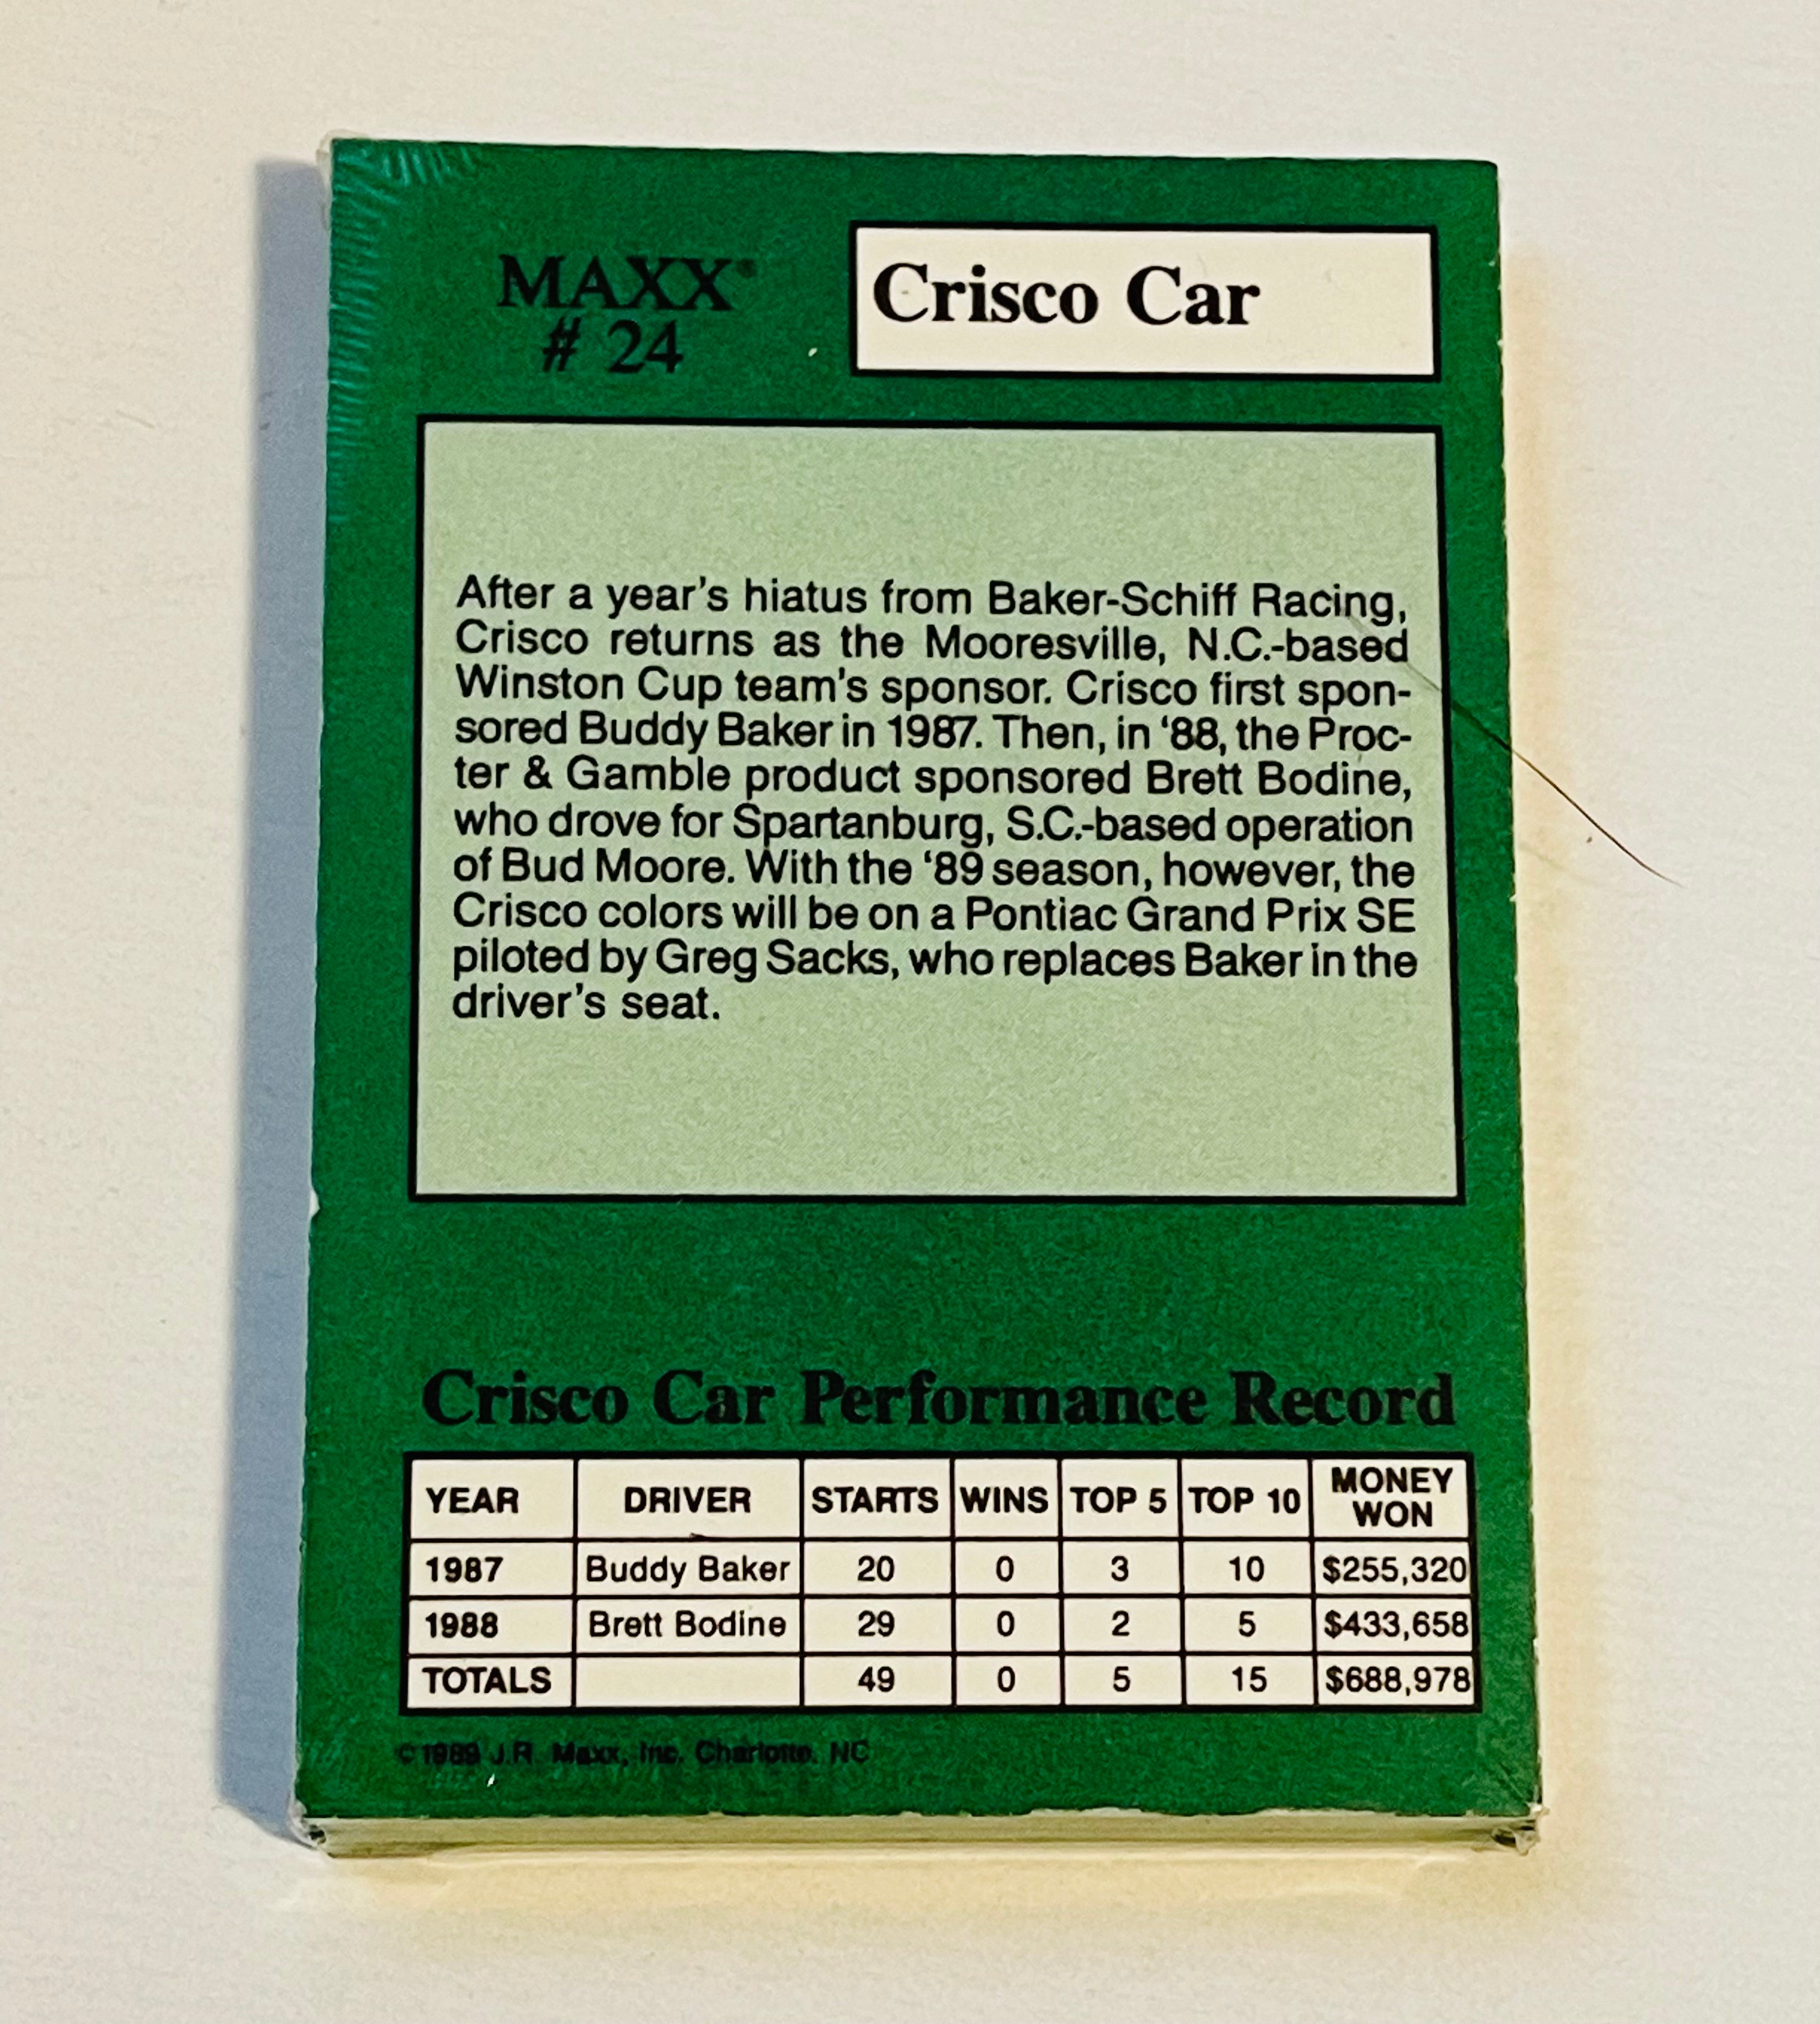 MAXX®
# 24
Crisco Car
After a year's hiatus from Baker-Schiff Racing,
Crisco returns as the Mooresville, N.C.-based
Winston Cup team's sponsor. Crisco first spon-
sored Buddy Baker in 1987. Then, in '88, the Proc-
ter & Gamble product sponsored Brett Bodine,
who drove for Spartanburg, S.C.-based operation
of Bud Moore. With the '89 season, however, the
Crisco colors will be on a Pontiac Grand Prix SE
piloted by Greg Sacks, who replaces Baker in the
driver's seat.
Crisco Car Performance Record
YEAR DRIVER STARTS WINS TOP 5 TOP 10 MONEY WON
1987 Buddy Baker 20 0 3 10 $255,320
1988 Brett Bodine 29 0 2 5 $433,658
TOTALS 49 0 5 15 $688,978
©1989 J.R. Maxx, Inc. Charlotte, NC